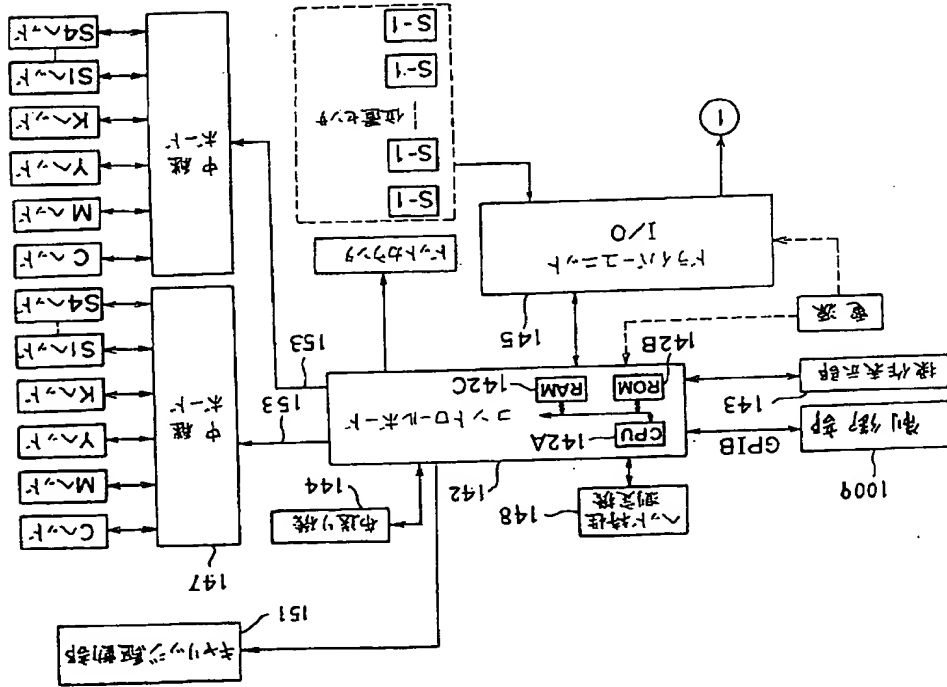 キャリッジ駆動部
151
147
中継
ボード
Cヘッド
Mヘッド
Yヘッド
Kヘッド
S1ヘッド
S4ヘッド
ヘッド特性
測定機
148
布送り機
144
1009
制御部
GPIB
操作表示部
143
142
コントロールボード
CPU
142A
ROM
142B
RAM
142C
153
153
電源
145
ドライバーユニット
I/O
1
ドットカウンタ
S-1
S-1
位置センサ
S-1
S-1
中継
ボード
Cヘッド
Mヘッド
Yヘッド
Kヘッド
S1ヘッド
S4ヘッド